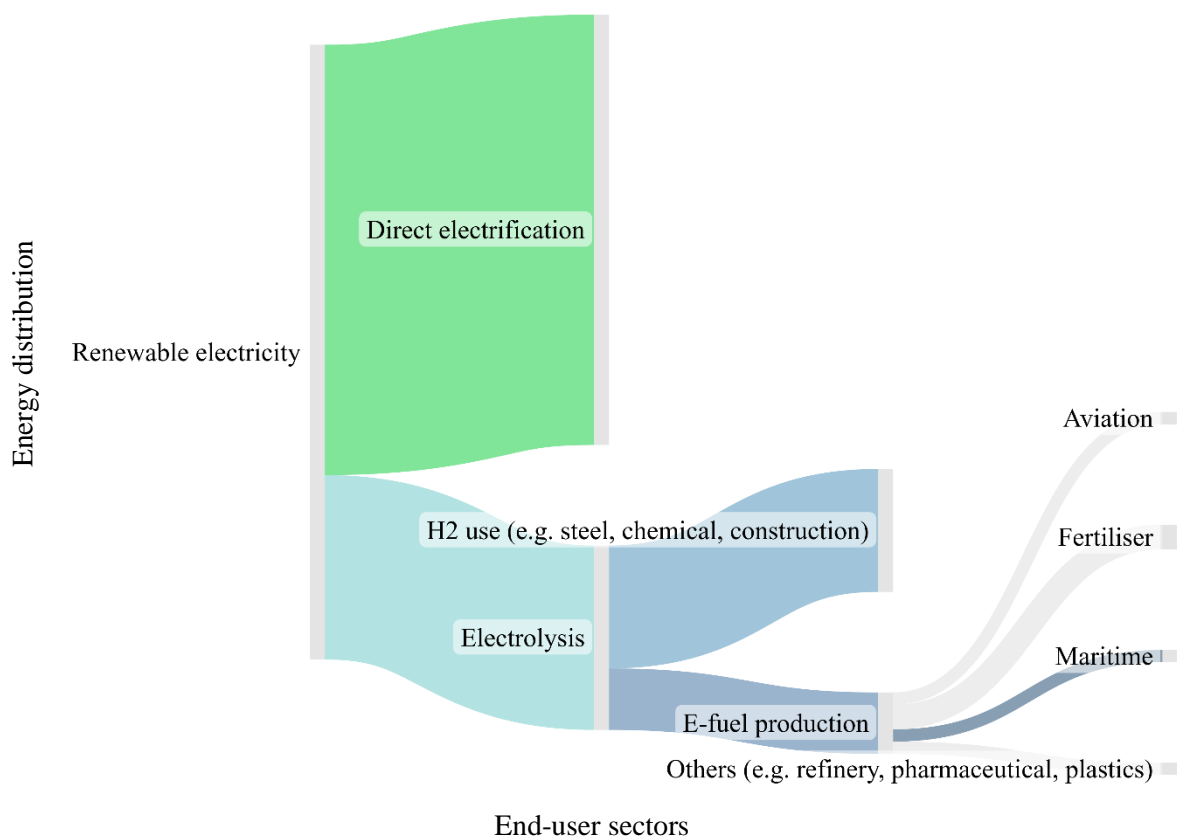 Energy distribution
Direct electrification
Renewable electricity
Aviation
H2 use (e.g. steel, chemical, construction)
Fertiliser
Electrolysis
Maritime
E-fuel production
Others (e.g. refinery, pharmaceutical, plastics)
End-user sectors